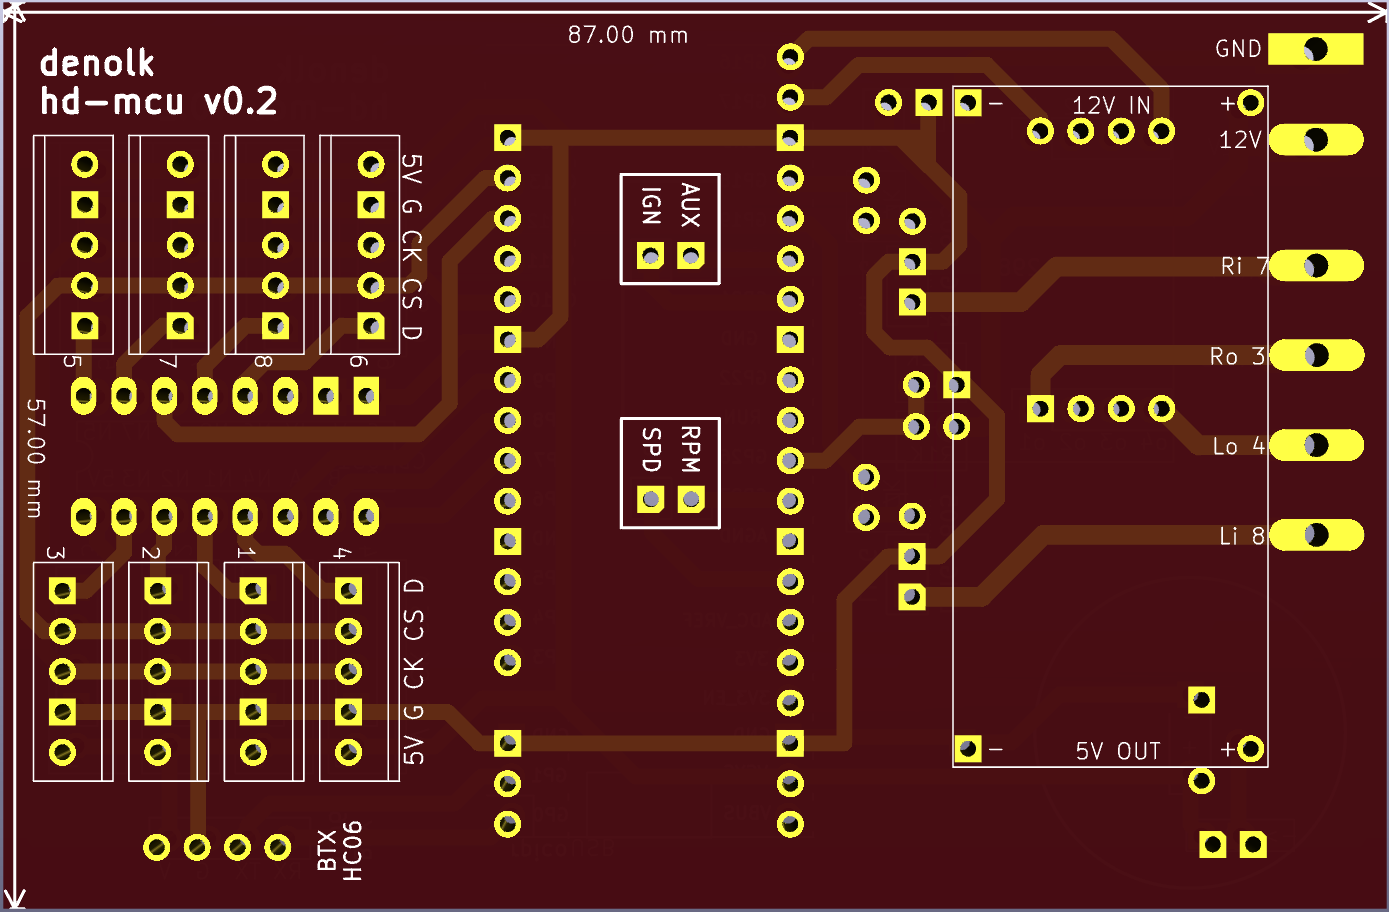 87.00 mm
denolk
hd-mcu v0.2
GND
12V IN
- +
12V
5V G CK CS D
IGN
AUX
Ri 7
5
7
8
6
Ro 3
57.00 mm
SPD
RPM
Lo 4
Li 8
3
2
1
4
5V G CK CS D
- +
5V OUT
BTX
HC06